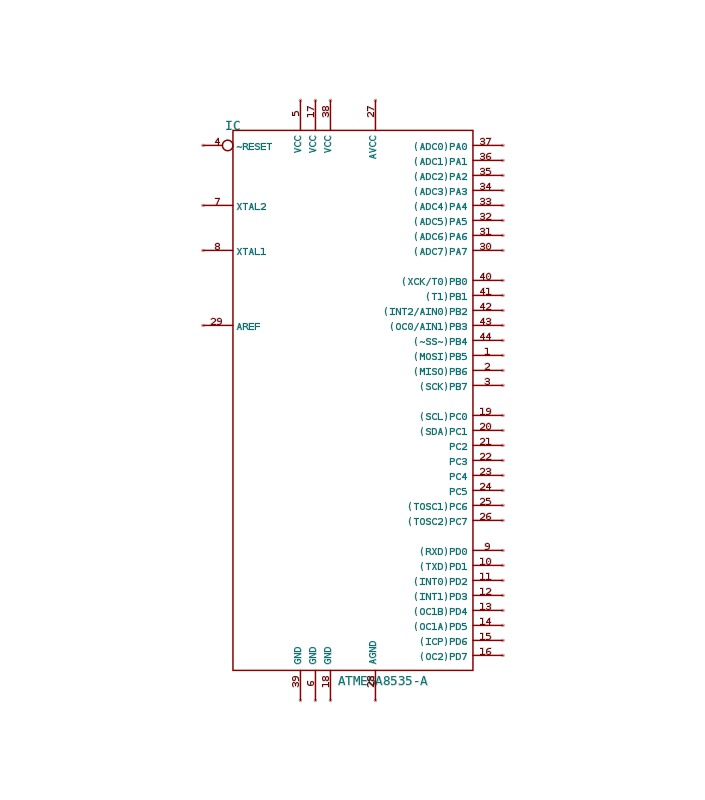 5 17 38 27
IC
4 ~RESET
VCC VCC VCC AVCC
(ADC0)PA0 37
(ADC1)PA1 36
(ADC2)PA2 35
(ADC3)PA3 34
7 XTAL2
(ADC4)PA4 33
(ADC5)PA5 32
(ADC6)PA6 31
8 XTAL1
(ADC7)PA7 30
(XCK/T0)PB0 40
(T1)PB1 41
(INT2/AIN0)PB2 42
29 AREF
(OC0/AIN1)PB3 43
(~SS~)PB4 44
(MOSI)PB5 1
(MISO)PB6 2
(SCK)PB7 3
(SCL)PC0 19
(SDA)PC1 20
PC2 21
PC3 22
PC4 23
PC5 24
(TOSC1)PC6 25
(TOSC2)PC7 26
(RXD)PD0 9
(TXD)PD1 10
(INT0)PD2 11
(INT1)PD3 12
(OC1B)PD4 13
(OC1A)PD5 14
(ICP)PD6 15
(OC2)PD7 16
GND GND GND AGND
39 6 18 28
ATMEGA8535-A